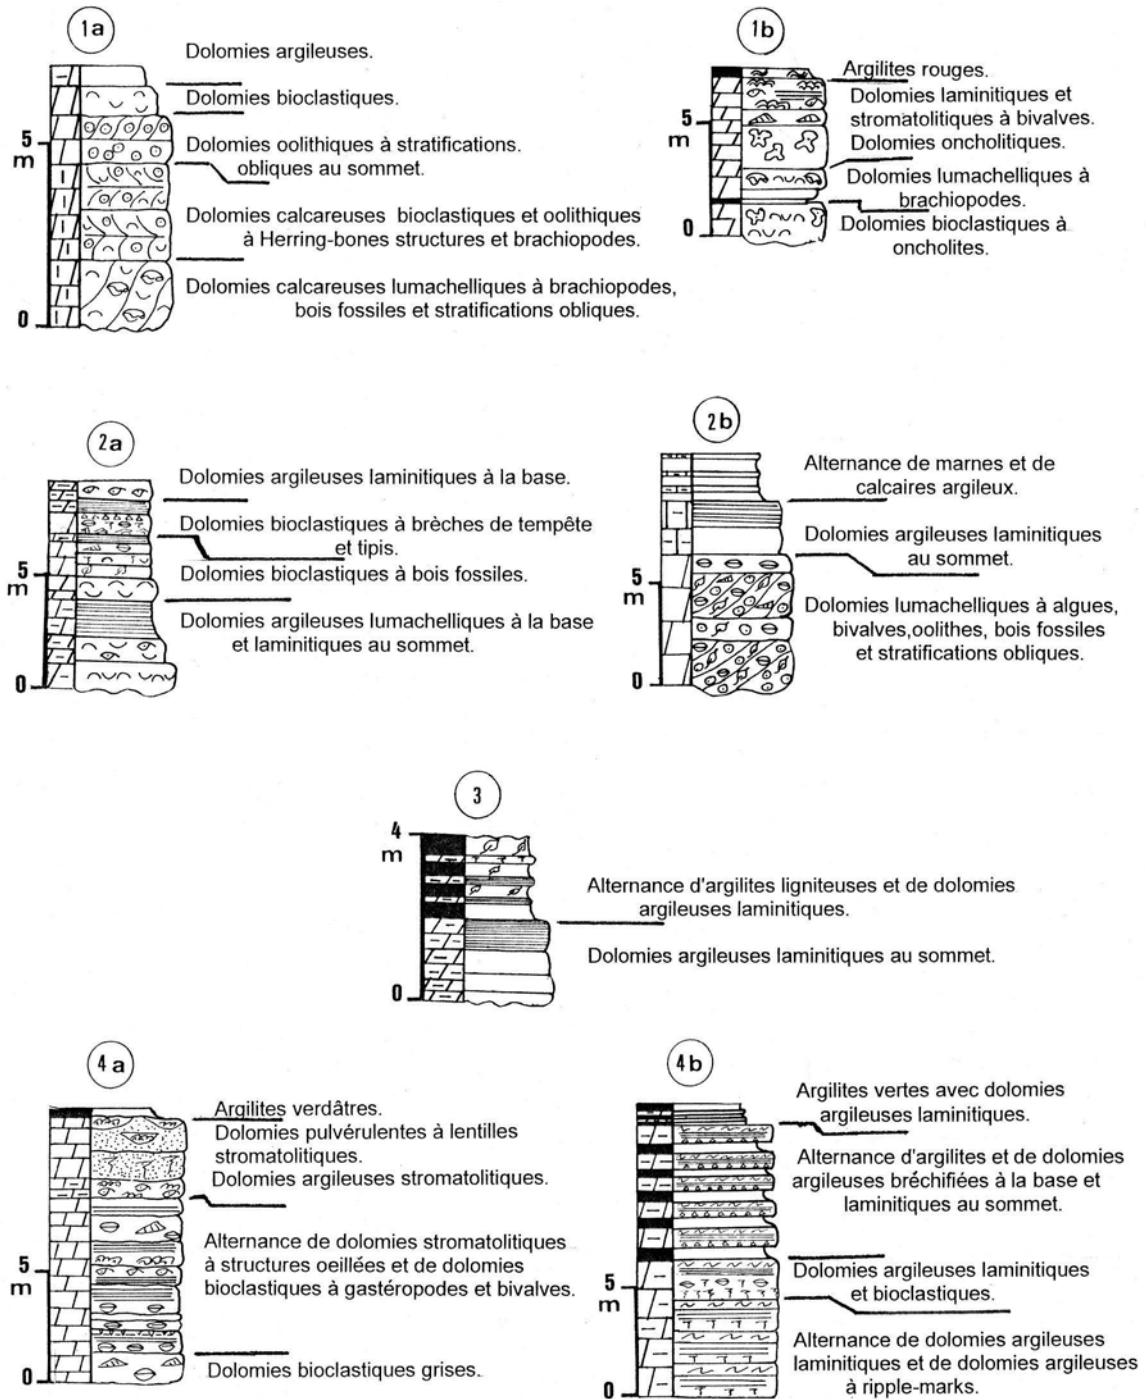 1a
Dolomies argileuses.
Dolomies bioclastiques.
5
m
Dolomies oolithiques à stratifications.
obliques au sommet.
Dolomies calcareuses bioclastiques et oolithiques
à Herring-bones structures et brachiopodes.
Dolomies calcareuses lumachelliques à brachiopodes,
bois fossiles et stratifications obliques.
0
1b
Argilites rouges.
Dolomies laminitiques et
stromatolitiques à bivalves.
5
m
Dolomies oncholitiques.
Dolomies lumachelliques à
brachiopodes.
0
Dolomies bioclastiques à
oncholites.
2a
Dolomies argileuses laminitiques à la base.
Dolomies bioclastiques à brèches de tempête
et tipis.
5
m
Dolomies bioclastiques à bois fossiles.
Dolomies argileuses lumachelliques à la base
et laminitiques au sommet.
0
2b
Alternance de marnes et de
calcaires argileux.
Dolomies argileuses laminitiques
au sommet.
5
m
Dolomies lumachelliques à algues,
bivalves,oolithes, bois fossiles
et stratifications obliques.
0
3
4
m
Alternance d'argilites ligniteuses et de dolomies
argileuses laminitiques.
Dolomies argileuses laminitiques au sommet.
0
4a
Argilites verdâtres.
Dolomies pulvérulentes à lentilles
stromatolitiques.
Dolomies argileuses stromatolitiques.
Alternance de dolomies stromatolitiques
à structures oeillées et de dolomies
bioclastiques à gastéropodes et bivalves.
5
m
Dolomies bioclastiques grises.
0
4b
Argilites vertes avec dolomies
argileuses laminitiques.
Alternance d'argilites et de dolomies
argileuses bréchifiées à la base et
laminitiques au sommet.
5
m
Dolomies argileuses laminitiques
et bioclastiques.
Alternance de dolomies argileuses
laminitiques et de dolomies argileuses
à ripple-marks.
0